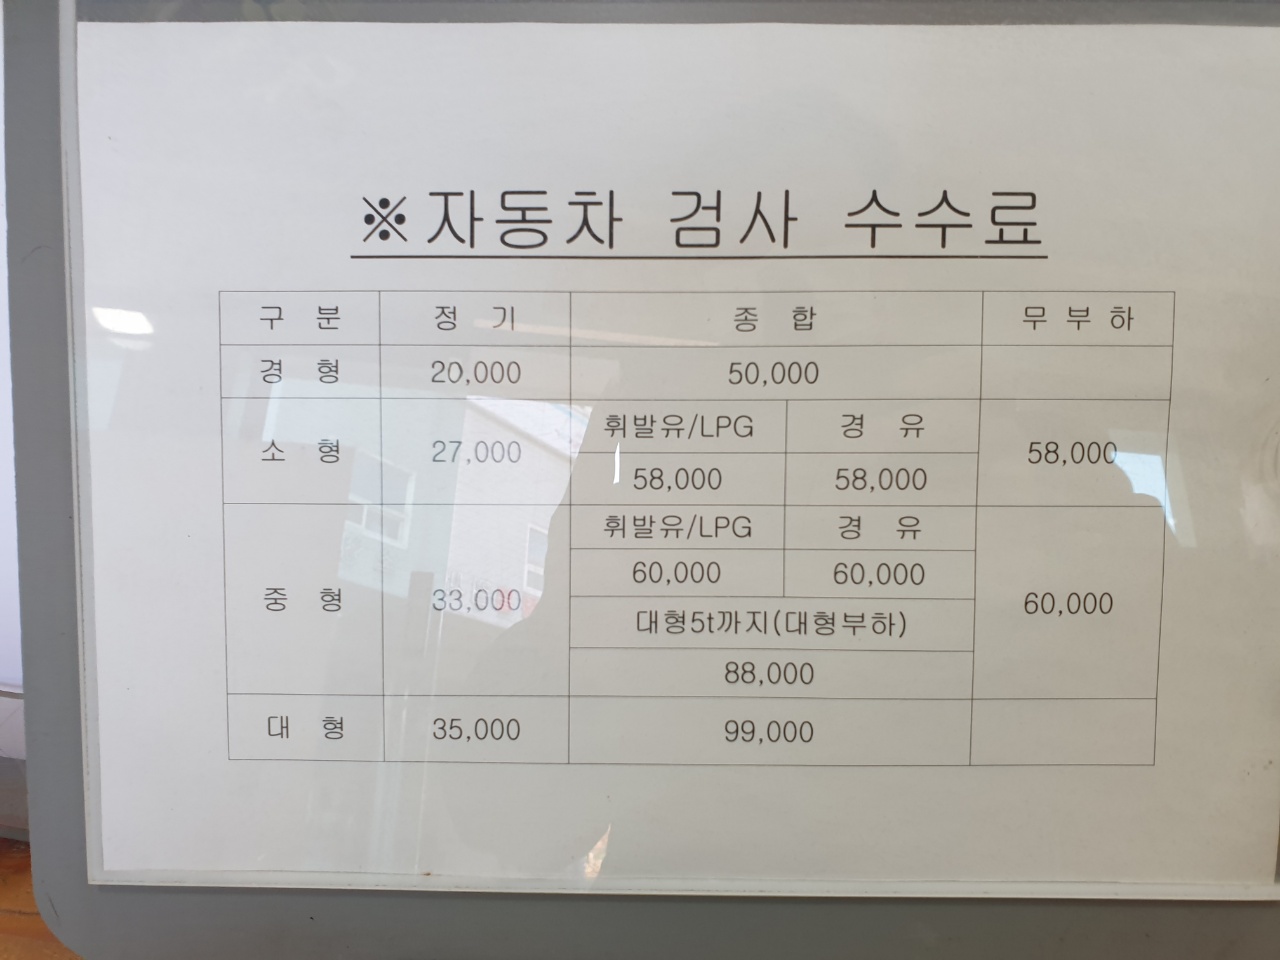 ※자동차 검사 수수료
구 분 정 기 종 합 무 부 하
경 형 20,000 50,000
소 형 27,000 휘발유/LPG 경 유 58,000
58,000 58,000
중 형 33,000 휘발유/LPG 경 유 60,000
60,000 60,000
대형5t까지(대형부하)
88,000
대 형 35,000 99,000